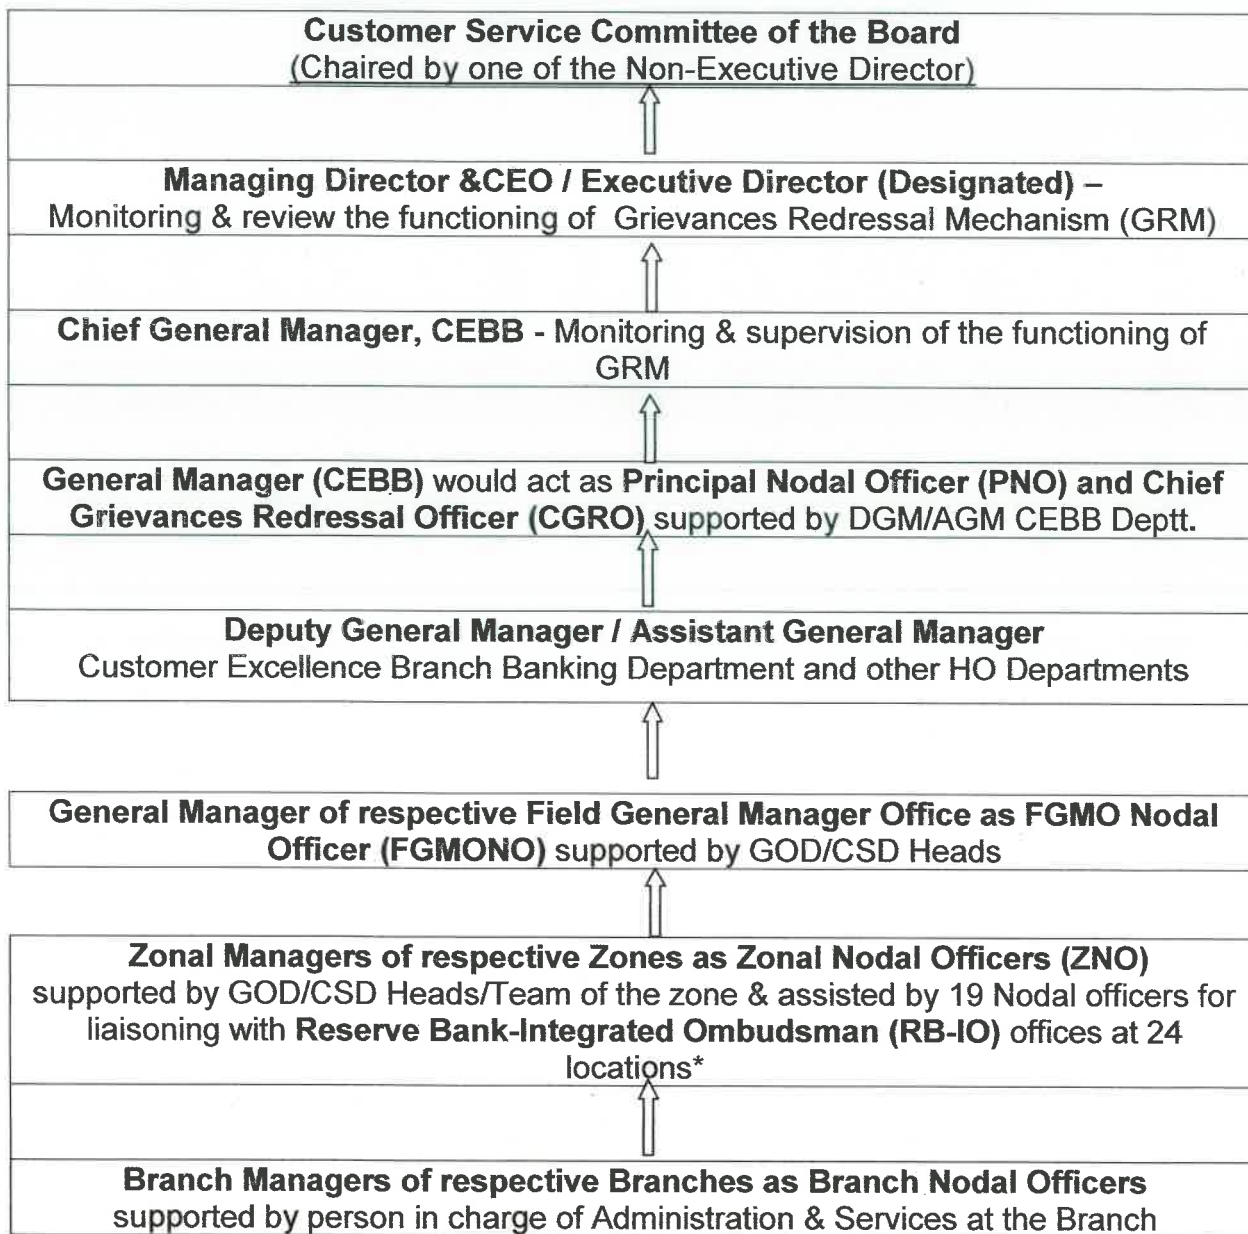 Customer Service Committee of the Board
(Chaired by one of the Non-Executive Director)
Managing Director &CEO / Executive Director (Designated) –
Monitoring & review the functioning of Grievances Redressal Mechanism (GRM)
Chief General Manager, CEBB - Monitoring & supervision of the functioning of
GRM
General Manager (CEBB) would act as Principal Nodal Officer (PNO) and Chief
Grievances Redressal Officer (CGRO) supported by DGM/AGM CEBB Deptt.
Deputy General Manager / Assistant General Manager
Customer Excellence Branch Banking Department and other HO Departments
General Manager of respective Field General Manager Office as FGMO Nodal
Officer (FGMONO) supported by GOD/CSD Heads
Zonal Managers of respective Zones as Zonal Nodal Officers (ZNO)
supported by GOD/CSD Heads/Team of the zone & assisted by 19 Nodal officers for
liaisoning with Reserve Bank-Integrated Ombudsman (RB-IO) offices at 24
locations*
Branch Managers of respective Branches as Branch Nodal Officers
supported by person in charge of Administration & Services at the Branch